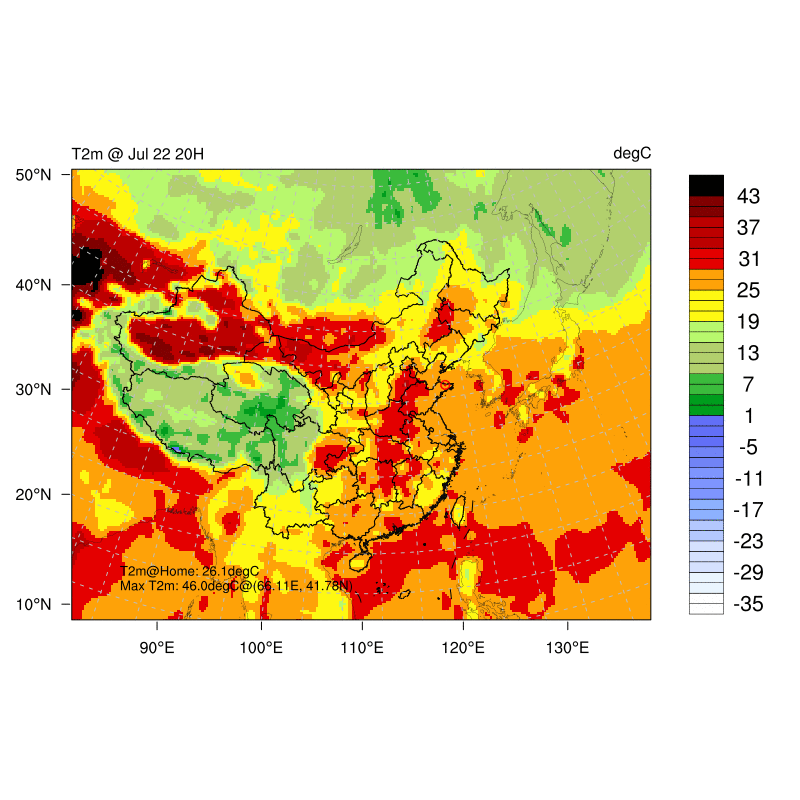 T2m @ Jul 22 20H
degC
50°N
40°N
30°N
20°N
10°N
43
37
31
25
19
13
7
1
-5
-11
-17
-23
-29
-35
T2m@Home: 26.1degC
Max T2m: 46.0degC@(66.11E, 41.78N)
90°E
100°E
110°E
120°E
130°E